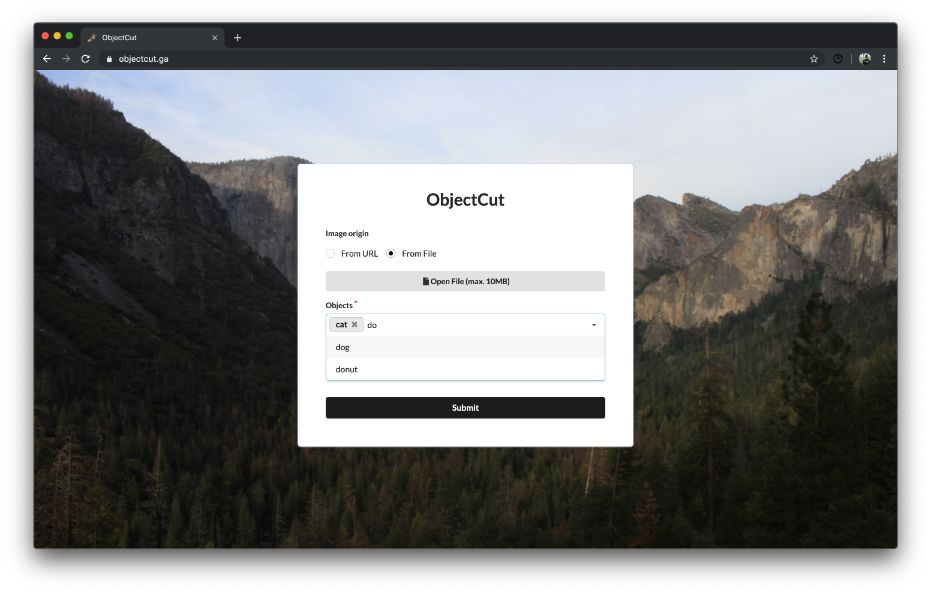 ObjectCut
objectcut.ga
ObjectCut
Image origin
From URL From File
Open File (max. 10MB)
Objects *
cat do
dog
donut
Submit